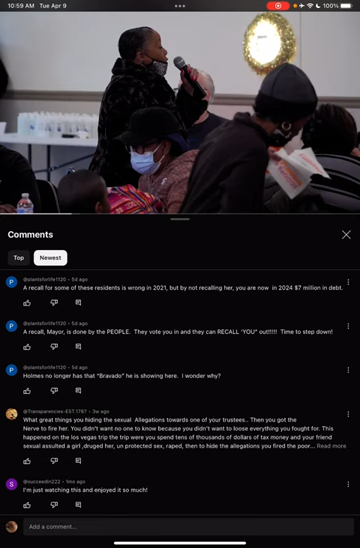 10:59 AM Tue Apr 9
100%
Comments
Top
Newest
P
@plantsforlife1120 • 5d ago
A recall for some of these residents is wrong in 2021, but by not recalling her, you are now in 2024 $7 million in debt.
P
@plantsforlife1120 • 5d ago
A recall, Mayor, is done by the PEOPLE. They vote you in and they can RECALL "YOU" out!!!!! Time to step down!
P
@plantsforlife1120 • 5d ago
Holmes no longer has that "Bravado" he is showing here. I wonder why?
@Transparencies-EST.1787 • 3w ago
What great things you hiding the sexual Allegations towards one of your trustees.. Then you got the
Nerve to fire her. You didn't want no one to know because you didn't want to loose everything you fought for. This
happened on the los vegas trip the trip were you spend tens of thousands of dollars of tax money and your friend
sexual assulted a girl ,druged her, un protected sex, raped, then to hide the allegations you fired the poor... Read more
S
@succeedin222 • 1mo ago
I'm just watching this and enjoyed it so much!
Add a comment...